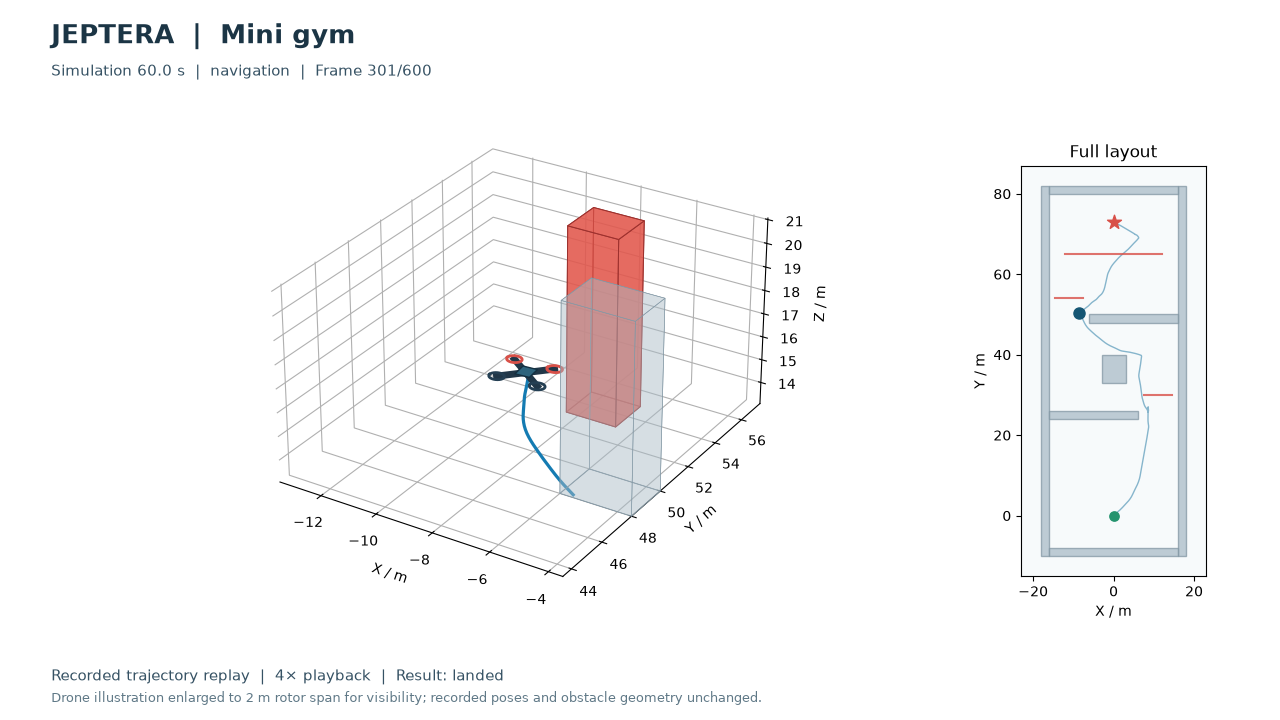 JEPTERA | Mini gym
Simulation 60.0 s | navigation | Frame 301/600
Full layout
21
20
19
18
17
16
15
14
Z / m
56
54
52
50
48
46
44
Y / m
−12
−10
−8
−6
−4
X / m
80
60
40
20
0
Y / m
−20
0
20
X / m
Recorded trajectory replay | 4× playback | Result: landed
Drone illustration enlarged to 2 m rotor span for visibility; recorded poses and obstacle geometry unchanged.